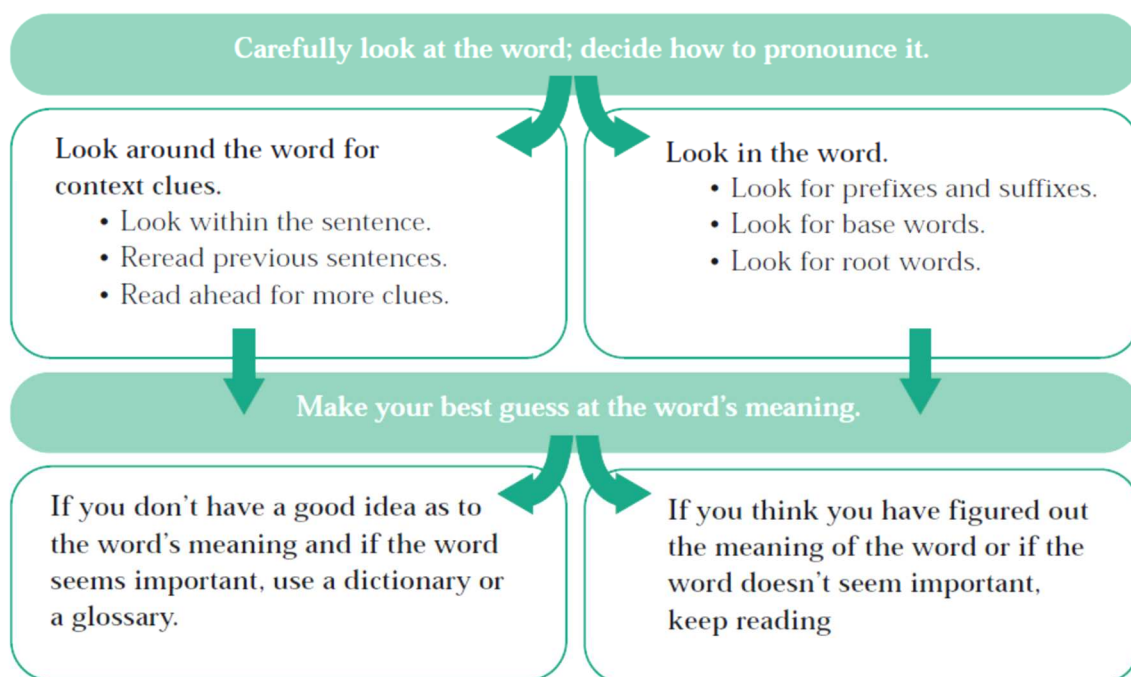 Carefully look at the word; decide how to pronounce it.
Look around the word for
context clues.
• Look within the sentence.
• Reread previous sentences.
• Read ahead for more clues.
Look in the word.
• Look for prefixes and suffixes.
• Look for base words.
• Look for root words.
Make your best guess at the word’s meaning.
If you don’t have a good idea as to
the word’s meaning and if the word
seems important, use a dictionary or
a glossary.
If you think you have figured out
the meaning of the word or if the
word doesn’t seem important,
keep reading